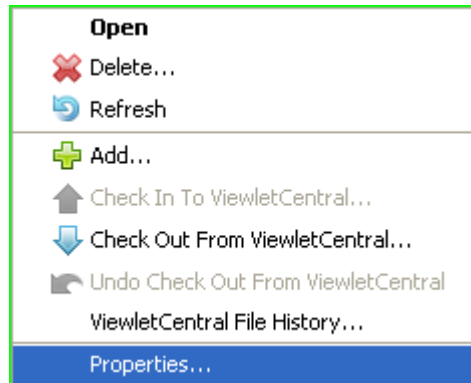 Open
Delete...
Refresh
Add...
Check In To ViewletCentral...
Check Out From ViewletCentral...
Undo Check Out From ViewletCentral
ViewletCentral File History...
Properties...